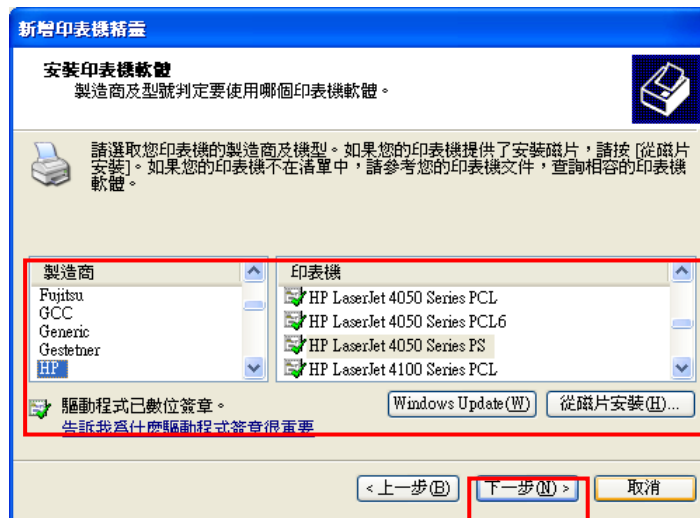 新增印表機精靈
安裝印表機軟體
製造商及型號判定要使用哪個印表機軟體。
請選取您印表機的製造商及機型。如果您的印表機提供了安裝磁片，請按 [從磁片
安裝]。如果您的印表機不在清單中，請參考您的印表機文件，查詢相容的印表機
軟體。
製造商
Fujitsu
GCC
Generic
Gestetner
HP
印表機
HP LaserJet 4050 Series PCL
HP LaserJet 4050 Series PCL6
HP LaserJet 4050 Series PS
HP LaserJet 4100 Series PCL
驅動程式已數位簽章。
告訴我為什麼驅動程式簽章很重要
Windows Update(W)
從磁片安裝(H)...
< 上一步(B)
下一步(N) >
取消